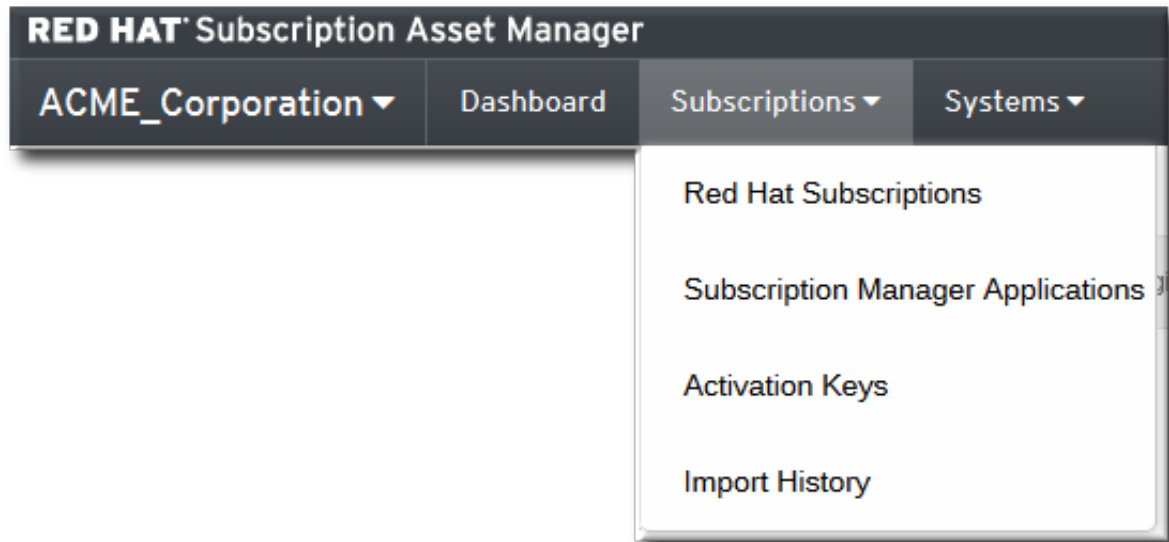 RED HAT Subscription Asset Manager
ACME_Corporation Dashboard Subscriptions Systems
Red Hat Subscriptions
Subscription Manager Applications
Activation Keys
Import History